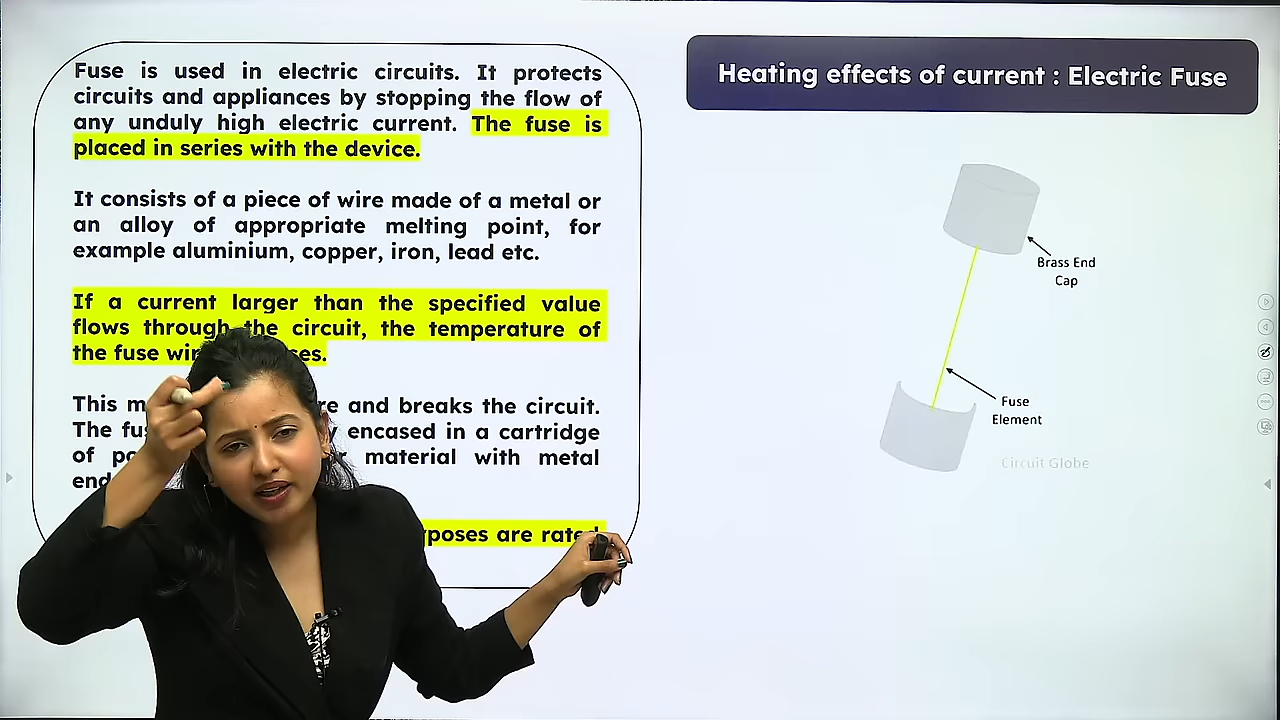 Fuse is used in electric circuits. It protects
circuits and appliances by stopping the flow of
any unduly high electric current. The fuse is
placed in series with the device.
It consists of a piece of wire made of a metal or
an alloy of appropriate melting point, for
example aluminium, copper, iron, lead etc.
If a current larger than the specified value
flows through the circuit, the temperature of
the fuse
This and breaks the circuit.
The encased in a cartridge
of material with metal
are rated
Heating effects of current : Electric Fuse
Brass End
Cap
Fuse
Element
Circuit Globe